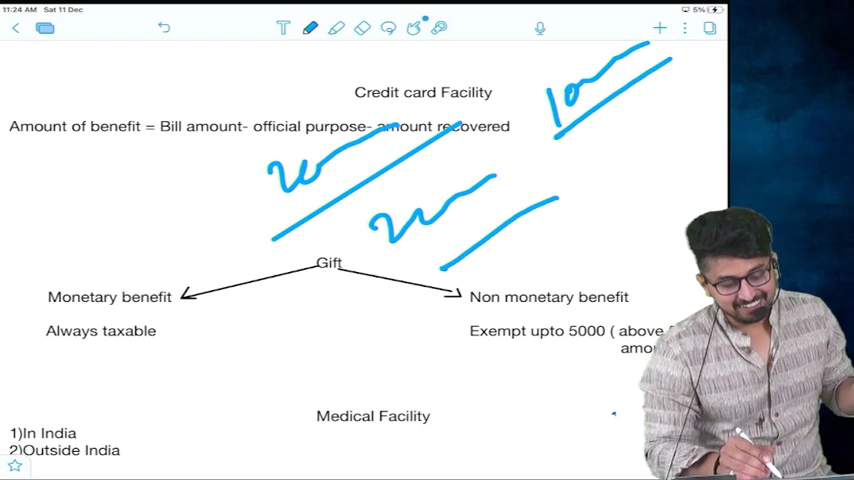 11:24 AM Sat 11 Dec
5%
T
Credit card Facility
Amount of benefit = Bill amount- official purpose- amount recovered
Gift
Monetary benefit
Non monetary benefit
Always taxable
Exempt upto 5000 ( above
Medical Facility
1)In India
2)Outside India